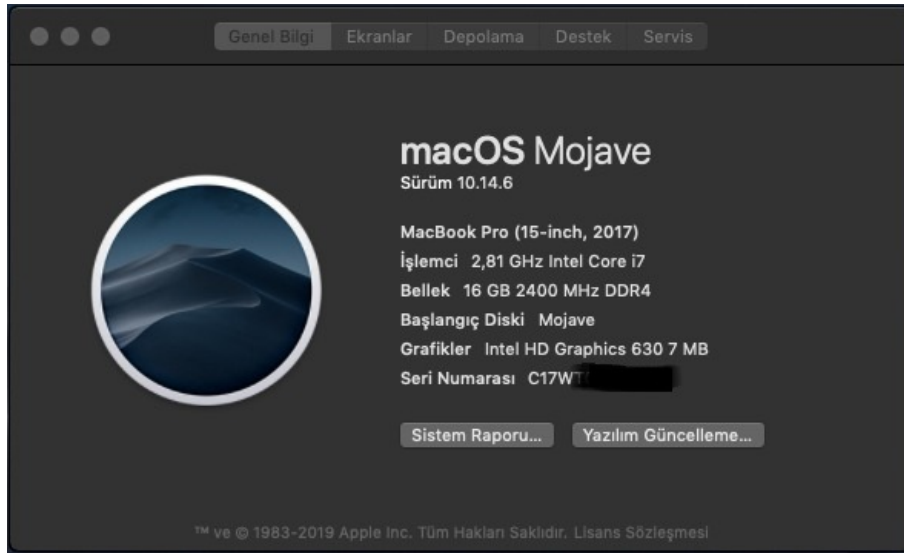 Genel Bilgi Ekranlar Depolama Destek Servis
macOS Mojave
Sürüm 10.14.6
MacBook Pro (15-inch, 2017)
İşlemci 2,81 GHz Intel Core i7
Bellek 16 GB 2400 MHz DDR4
Başlangıç Diski Mojave
Grafikler Intel HD Graphics 630 7 MB
Seri Numarası C17WT
Sistem Raporu... Yazılım Güncelleme...
™ ve © 1983-2019 Apple Inc. Tüm Hakları Saklıdır. Lisans Sözleşmesi